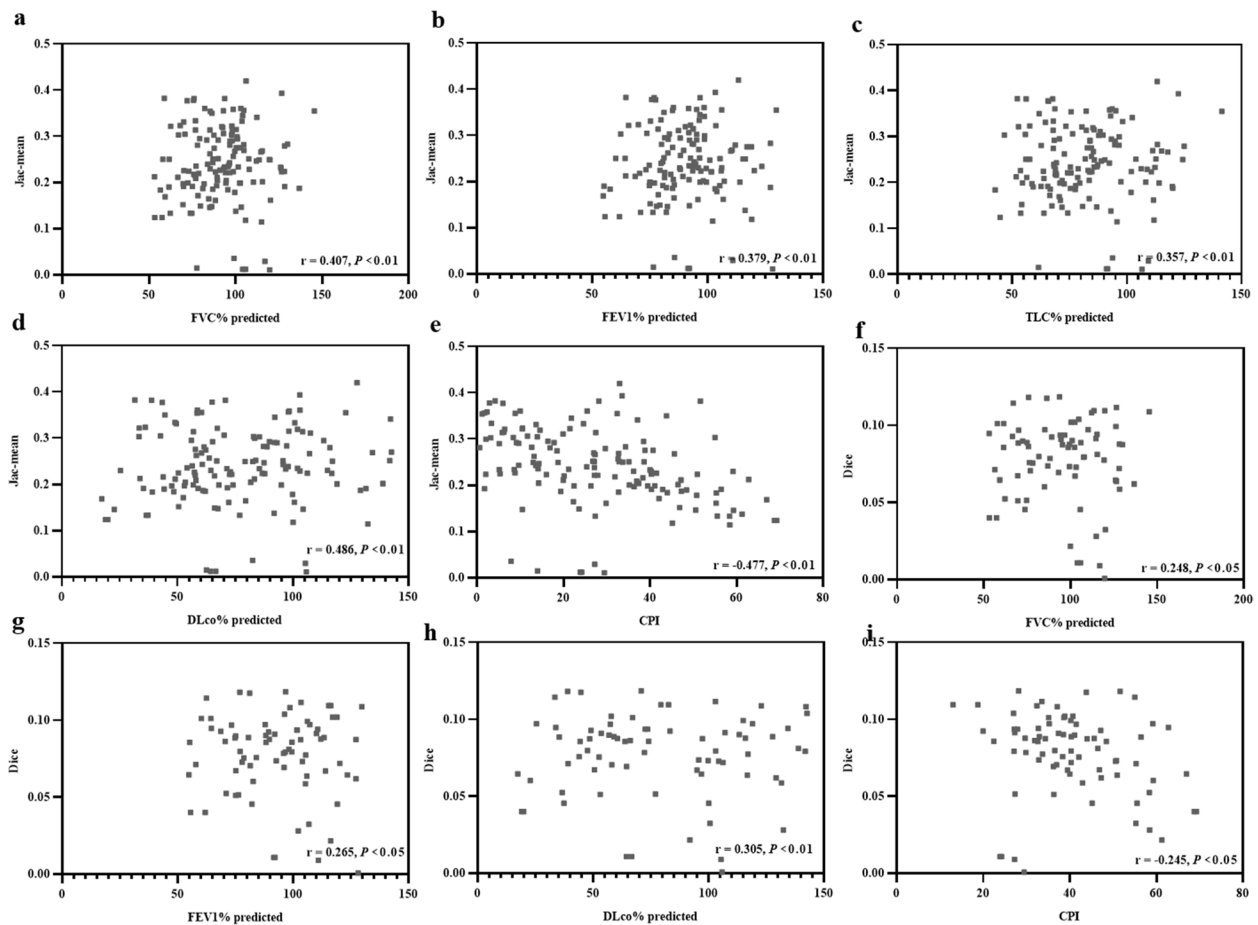 a
0.5
0.4
0.3
0.2
0.1
0.0
Jac-mean
r = 0.407, P <0.01
0 50 100 150 200
FVC% predicted
b
0.5
0.4
0.3
0.2
0.1
0.0
Jac-mean
r = 0.379, P <0.01
0 50 100 150
FEV1% predicted
c
0.5
0.4
0.3
0.2
0.1
0.0
Jac-mean
r = 0.357, P <0.01
0 50 100 150
TLC% predicted
d
0.5
0.4
0.3
0.2
0.1
0.0
Jac-mean
r = 0.486, P <0.01
0 50 100 150
DLco% predicted
e
0.5
0.4
0.3
0.2
0.1
0.0
Jac-mean
r = -0.477, P <0.01
0 20 40 60 80
CPI
f
0.15
0.10
0.05
0.00
Dice
r = 0.248, P <0.05
0 50 100 150 200
FVC% predicted
g
0.15
0.10
0.05
0.00
Dice
r = 0.265, P <0.05
0 50 100 150
FEV1% predicted
h
0.15
0.10
0.05
0.00
Dice
r = 0.305, P <0.01
0 50 100 150
DLco% predicted
i
0.15
0.10
0.05
0.00
Dice
r = -0.245, P <0.05
0 20 40 60 80
CPI